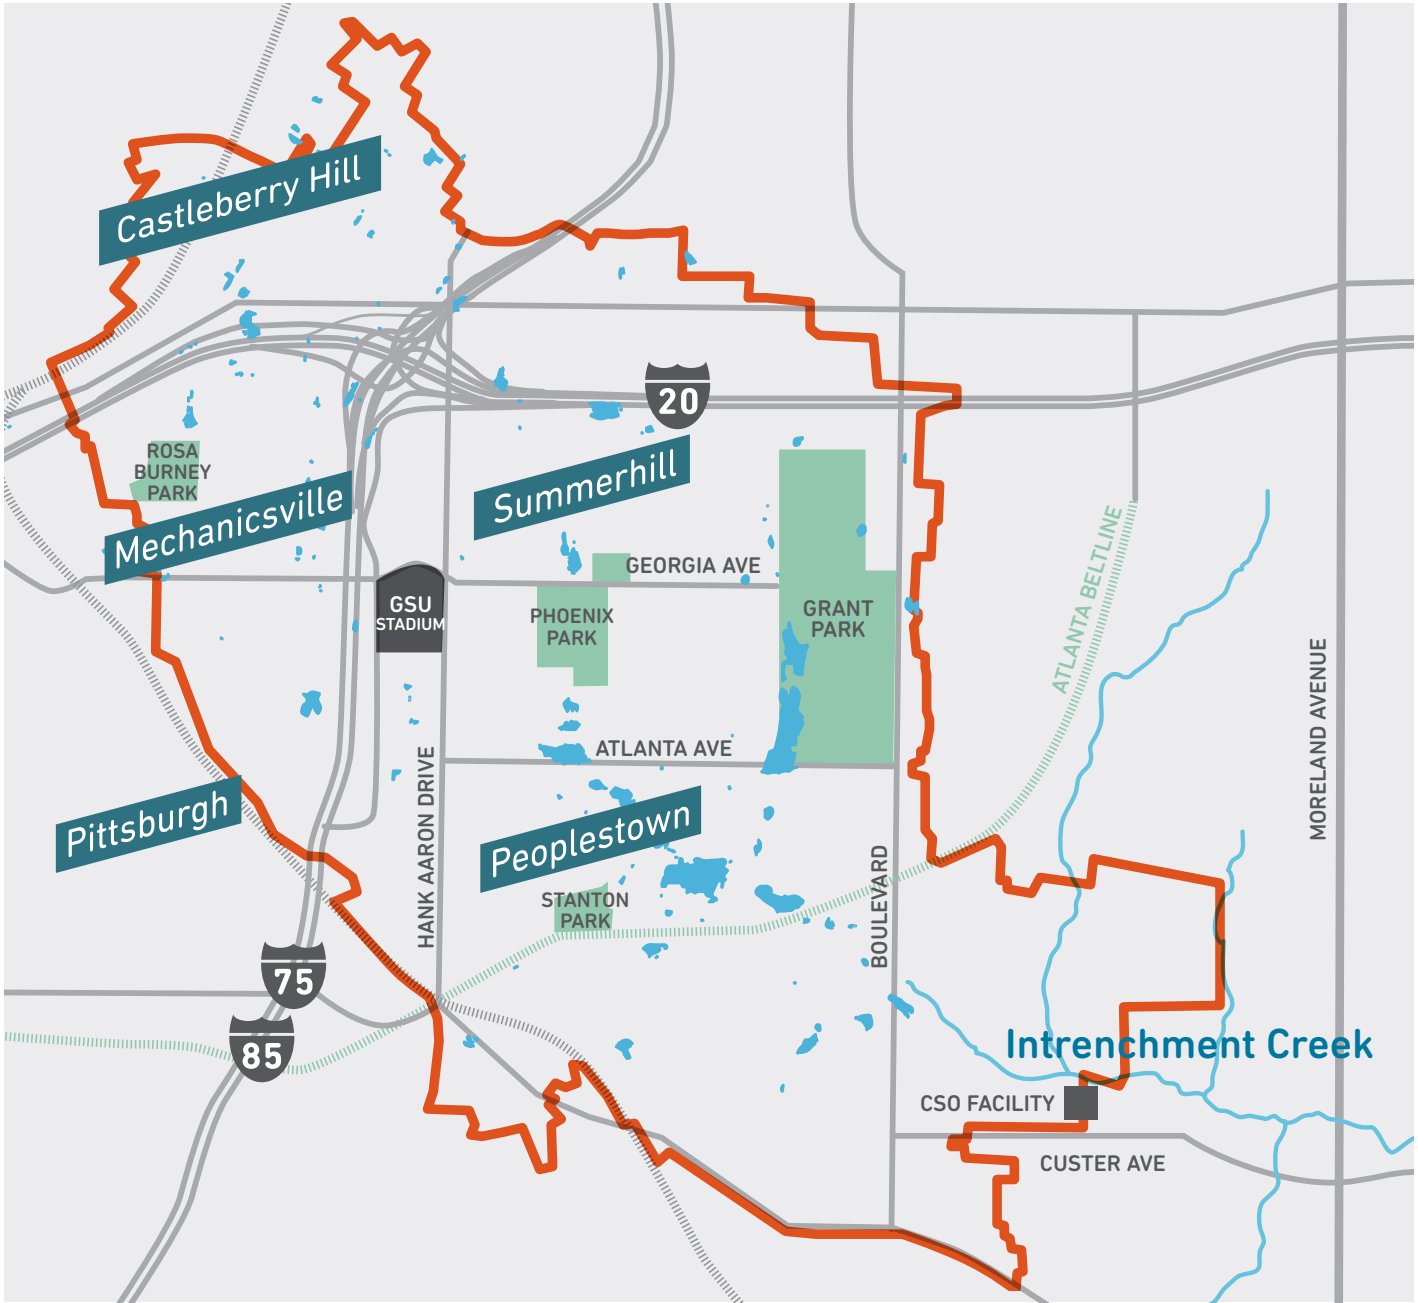 Castleberry Hill
20
ROSA
BURNEY
PARK
Summerhill
Mechanicsville
GEORGIA AVE
ATLANTA BELTLINE
GSU
STADIUM
PHOENIX
PARK
GRANT
PARK
MORELAND AVENUE
ATLANTA AVE
HANK AARON DRIVE
Pittsburgh
Peoplestown
BOULEVARD
STANTON
PARK
75
85
Intrenchment Creek
CSO FACILITY
CUSTER AVE